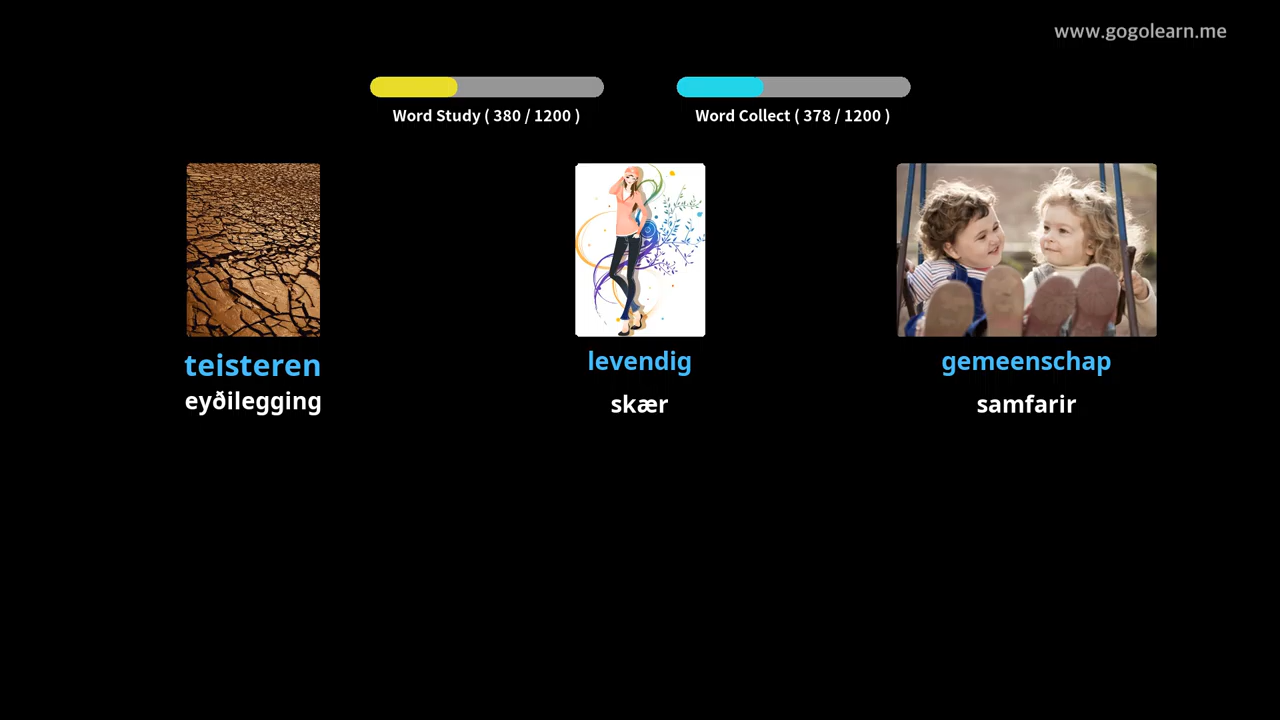 www.gogolearn.me
Word Study ( 380 / 1200 )
Word Collect ( 378 / 1200 )
teisteren
levendig
gemeenschap
eyðilegging
skær
samfarir